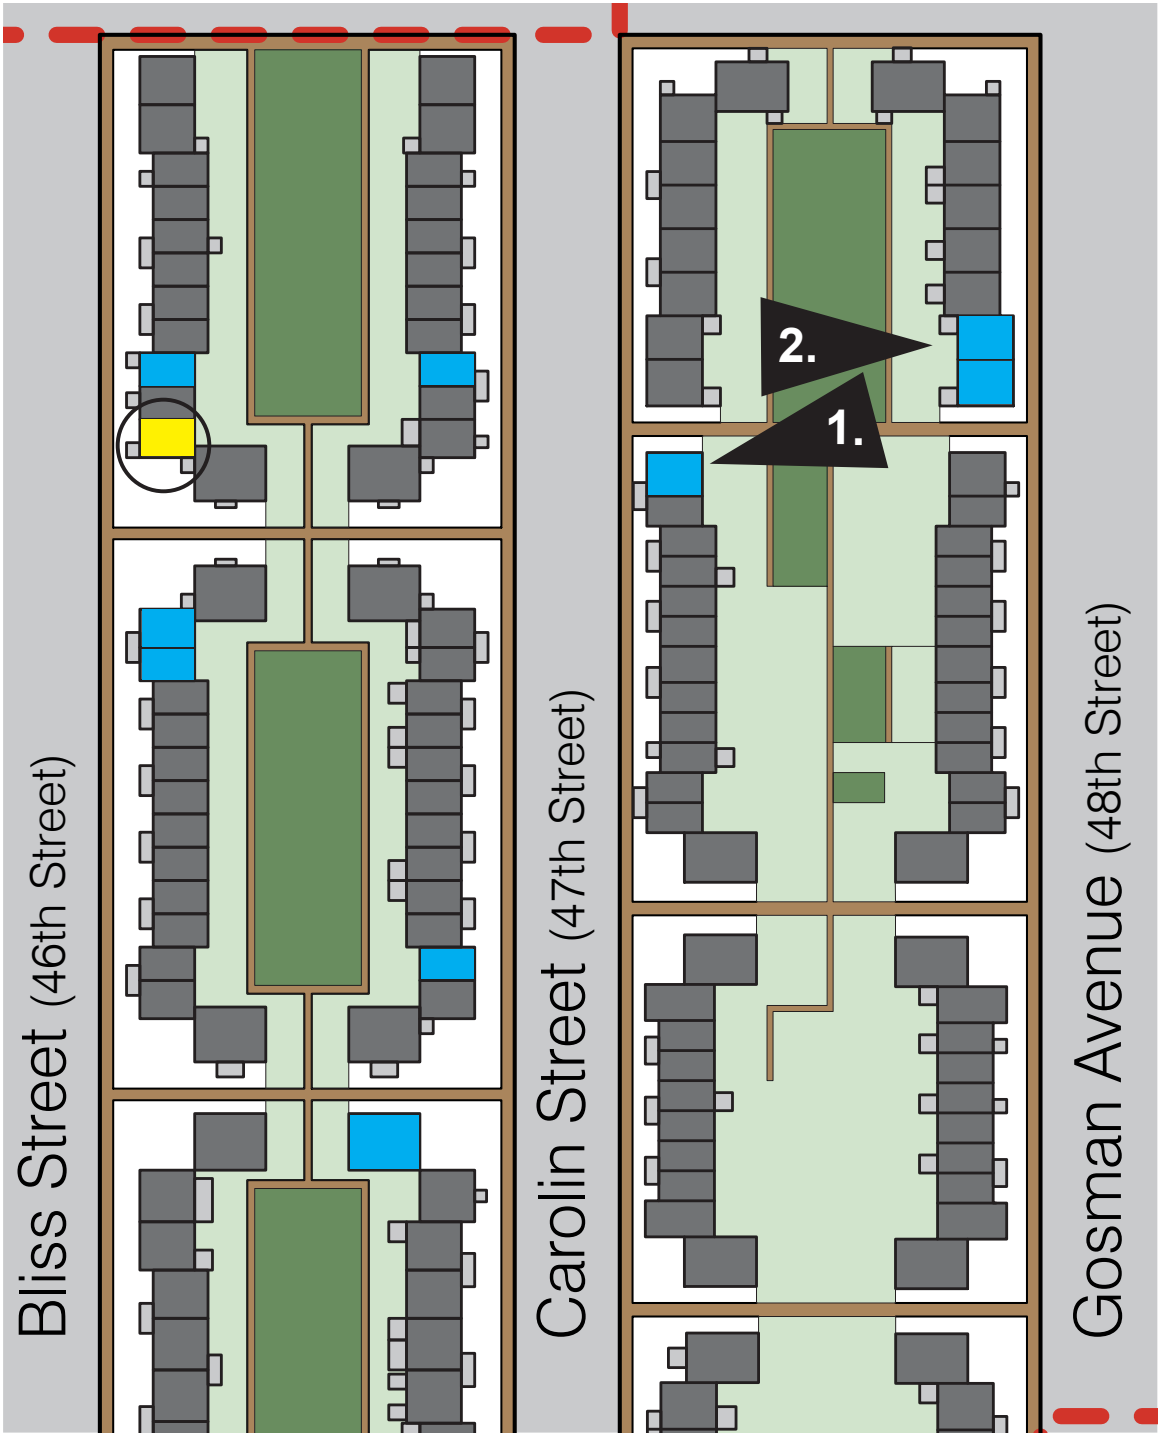 2.
1.
Bliss Street (46th Street)
Carolin Street (47th Street)
Gosman Avenue (48th Street)